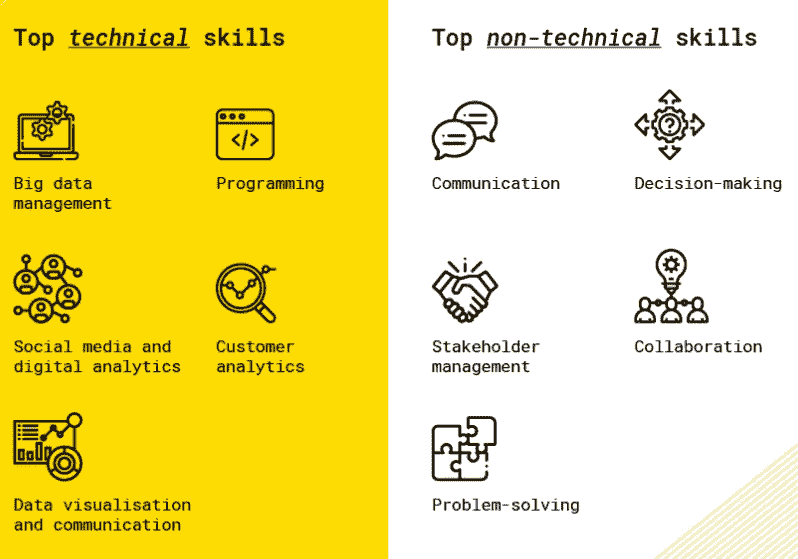 Top technical skills
Big data
management
Programming
Social media and
digital analytics
Customer
analytics
Data visualisation
and communication
Top non-technical skills
Communication
Decision-making
Stakeholder
management
Collaboration
Problem-solving